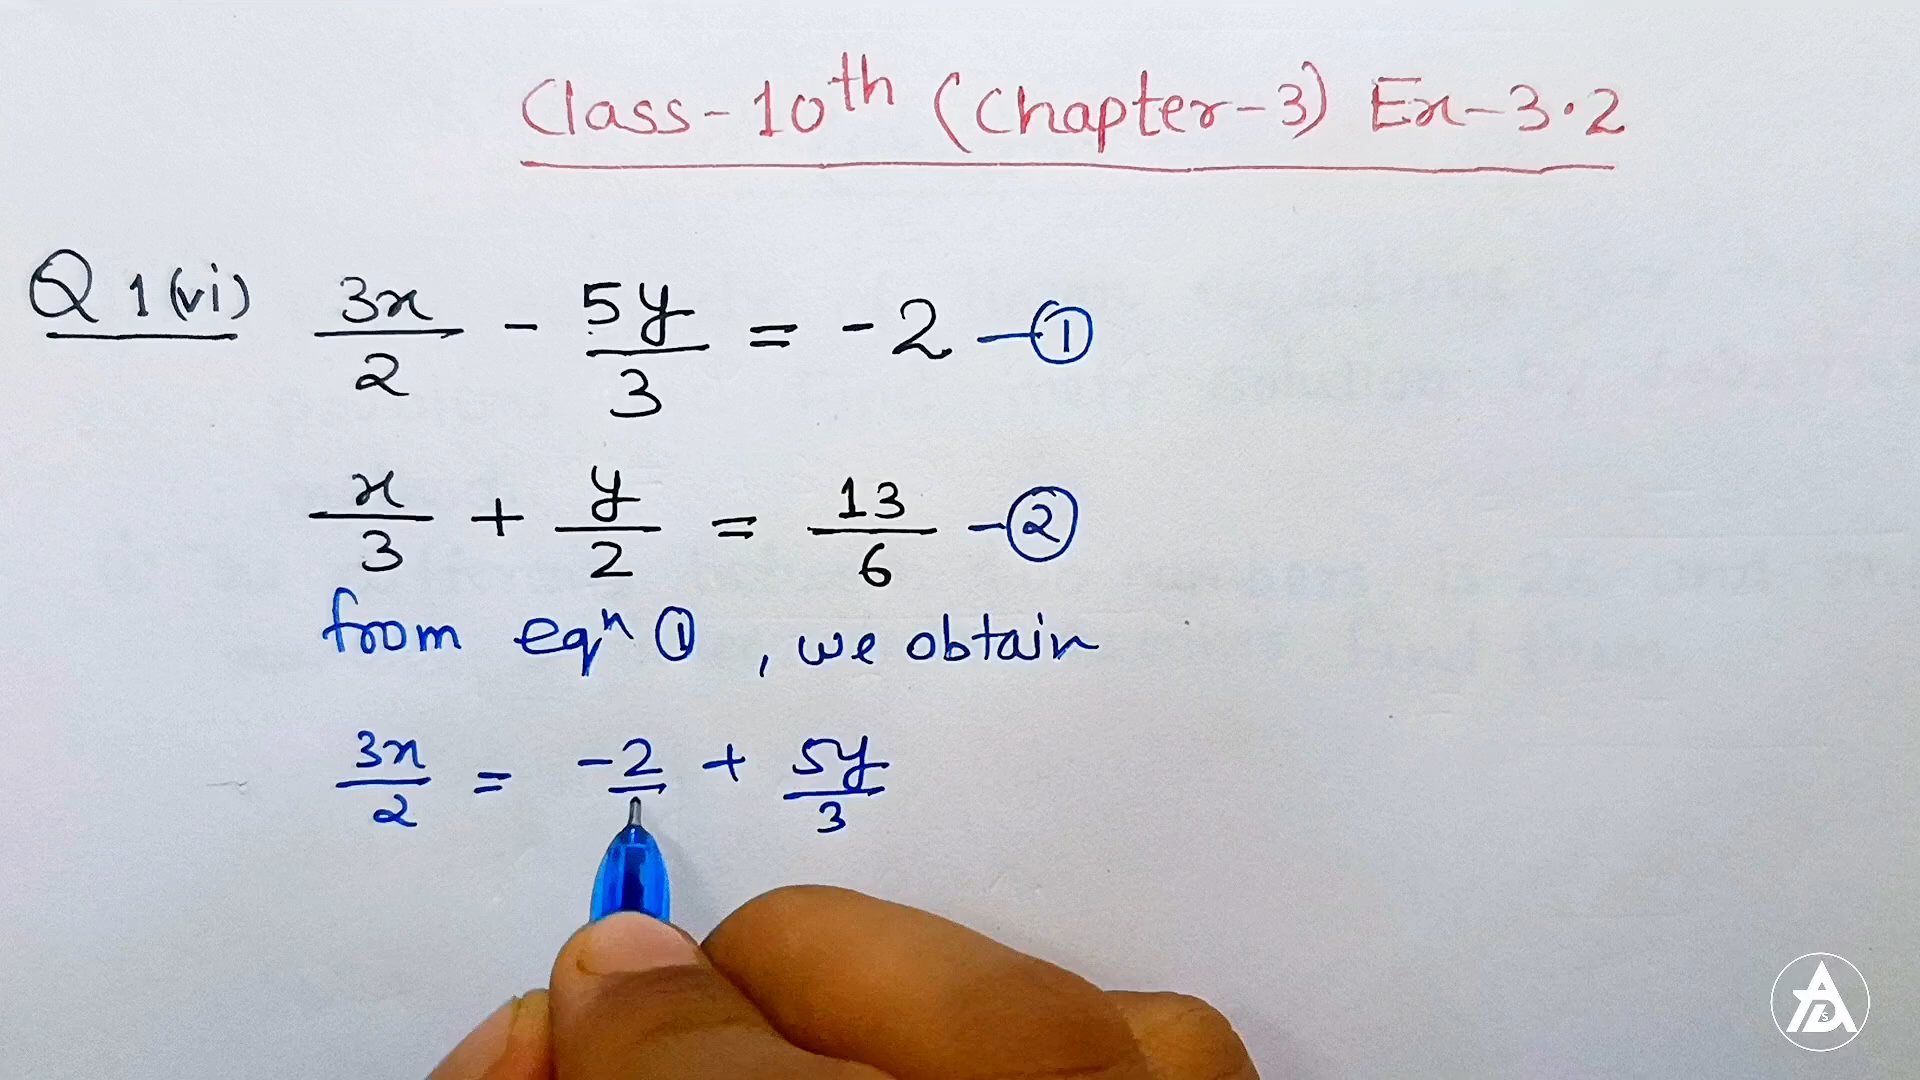 Class-10th (Chapter-3) Ex-3.2
Q 1(vi) 3x/2 - 5y/3 = -2 -①
x/3 + y/2 = 13/6 -②
from eqⁿ ①, we obtain
3x/2 = -2/ + 5y/3
ADS